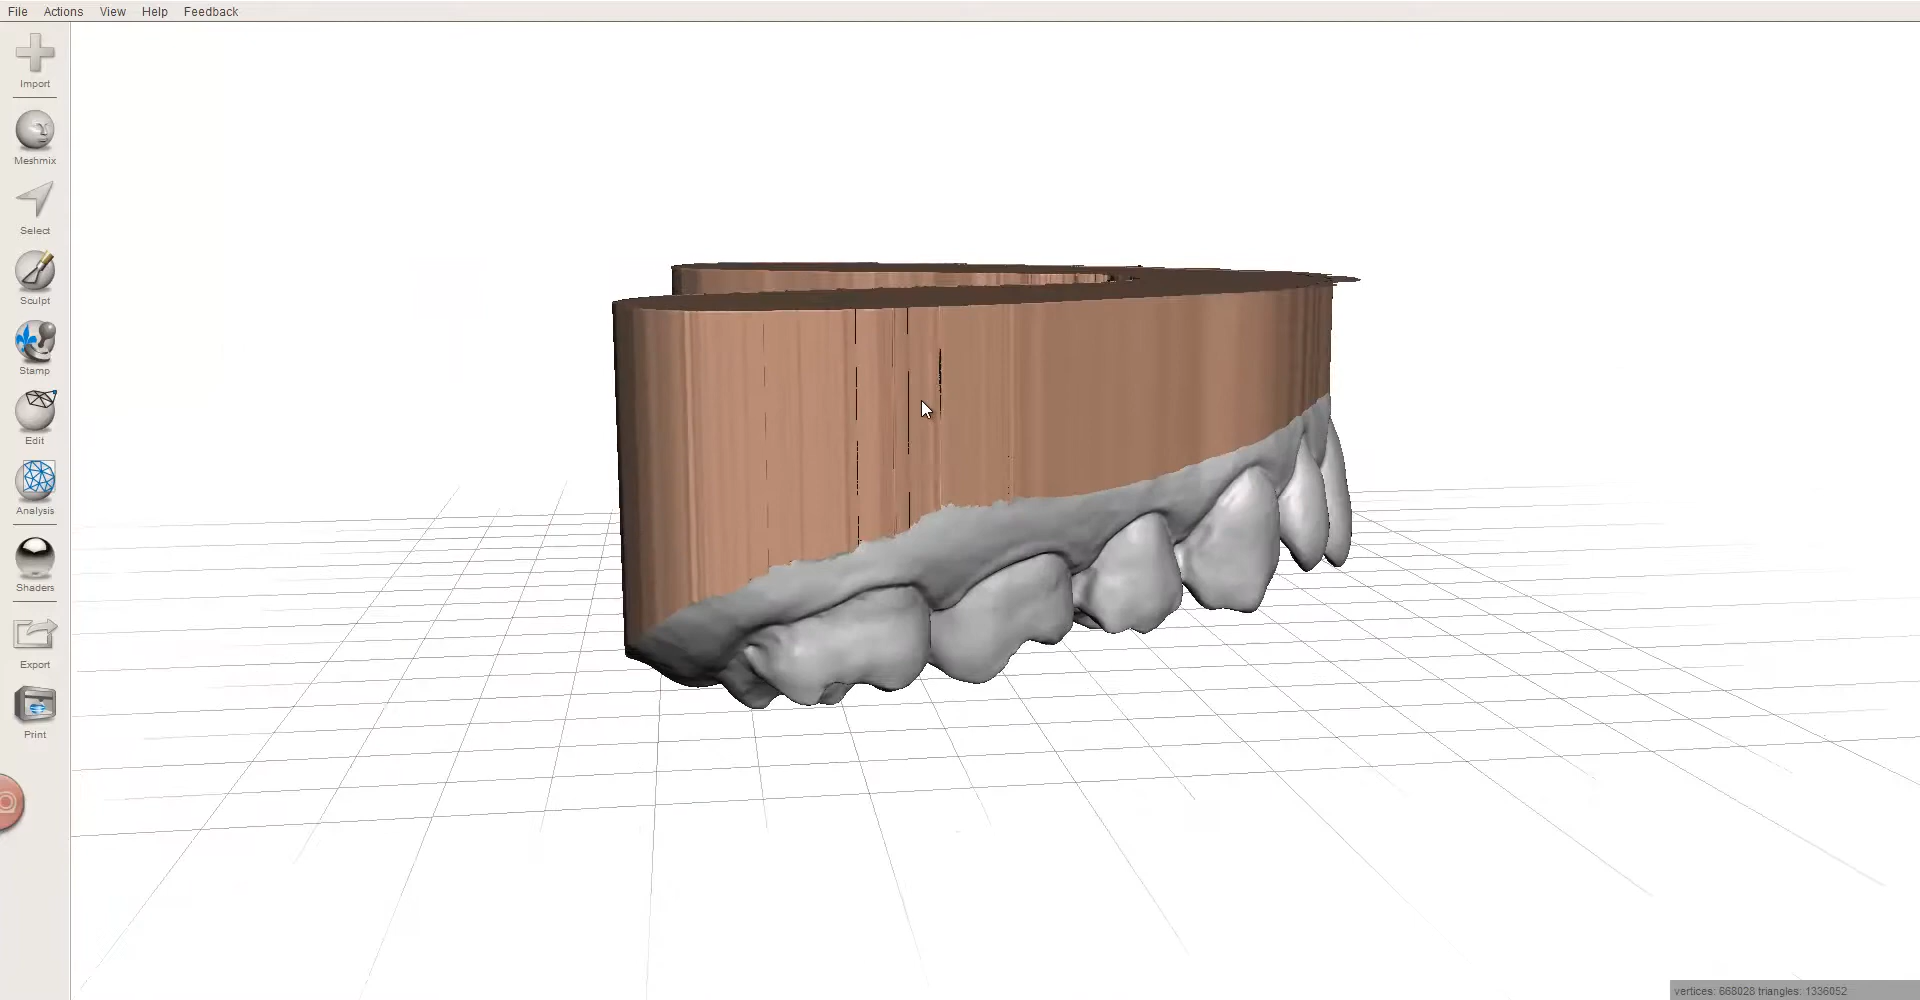 File Actions View Help Feedback
Import
Meshmix
Select
Sculpt
Stamp
Edit
Analysis
Shaders
Export
Print
vertices: 668028 triangles: 1336052